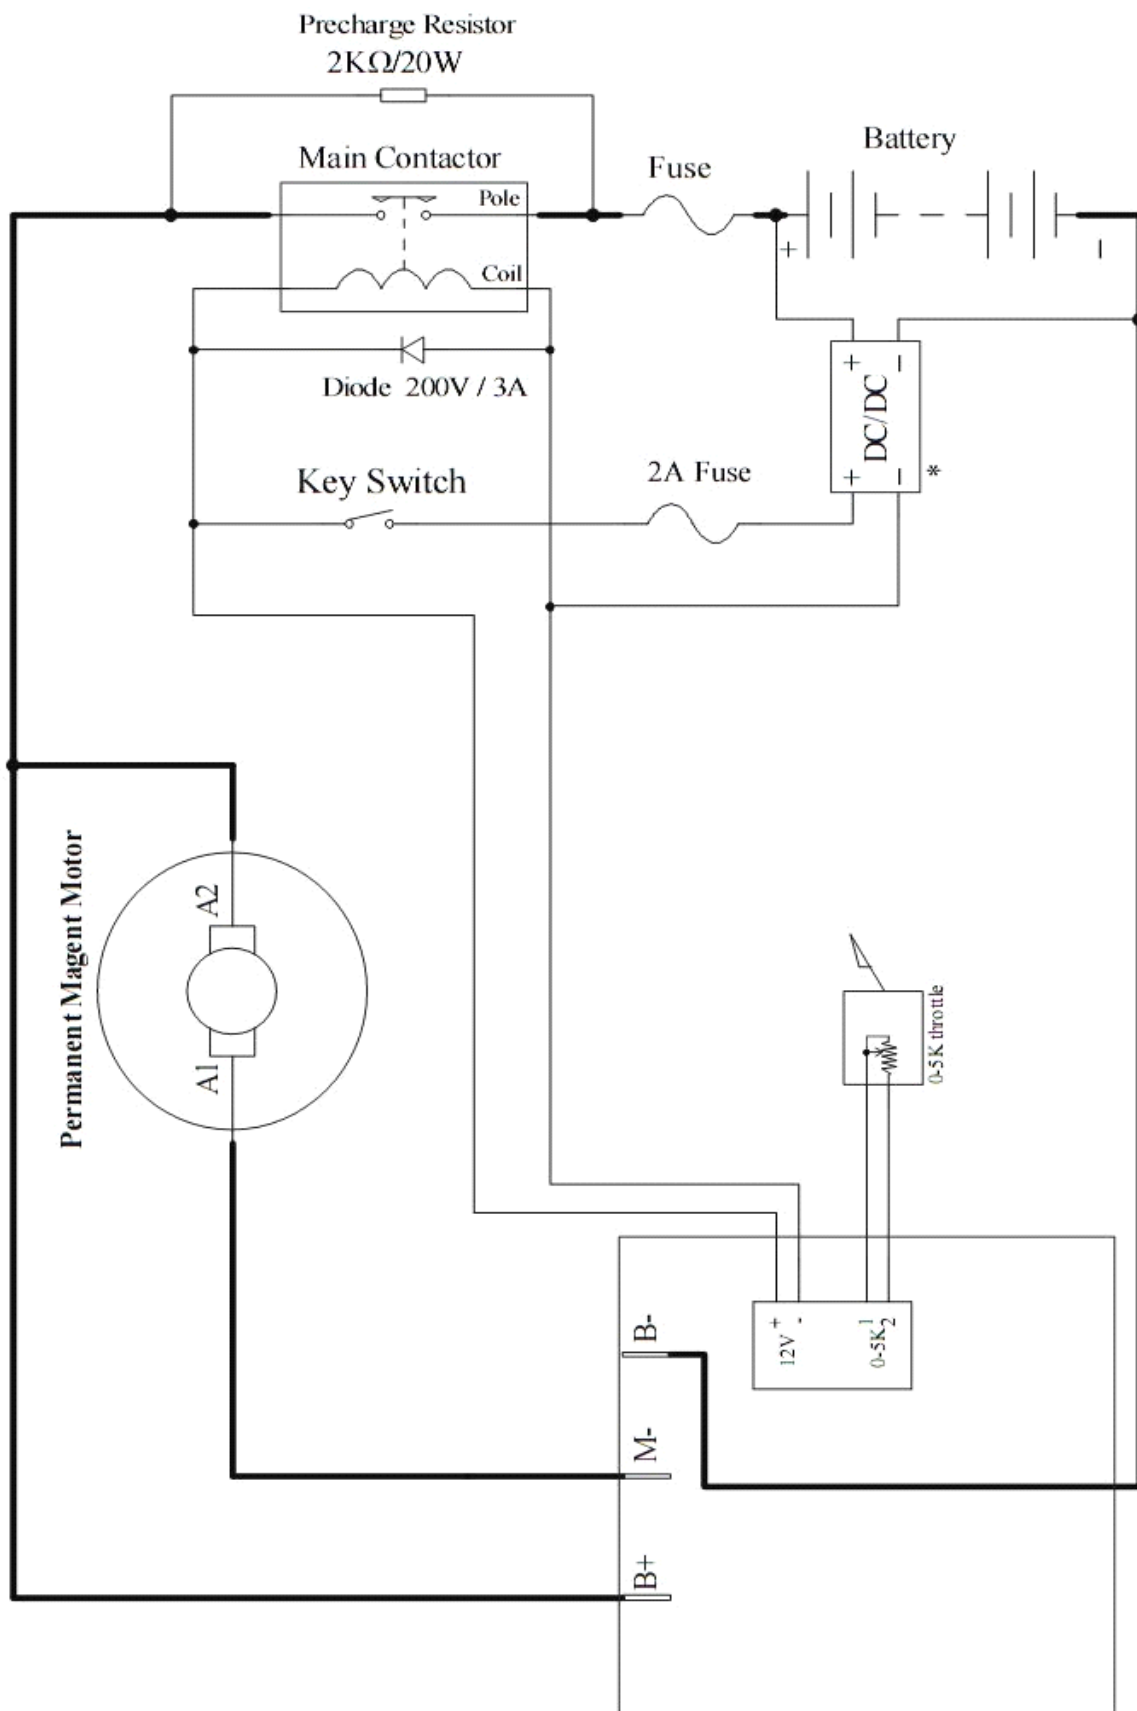 Precharge Resistor
2KΩ/20W
Main Contactor
Pole
Fuse
Battery
+
−
Coil
Diode 200V / 3A
+ −
DC/DC
+ −
*
Key Switch
2A Fuse
Permanent Magent Motor
A2
A1
0-5K throttle
B-
12V + -
0-5K 1 2
M-
B+